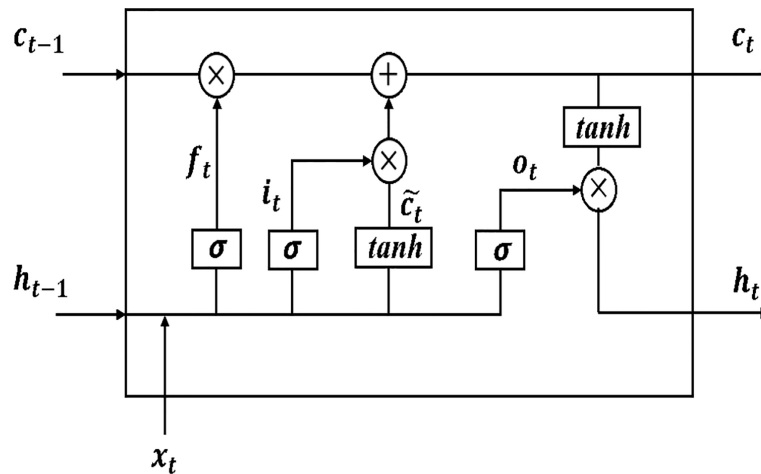 c_{t-1}
c_t
×
+
tanh
f_t
×
o_t
×
i_t
c̃_t
σ
σ
tanh
σ
h_{t-1}
h_t
x_t